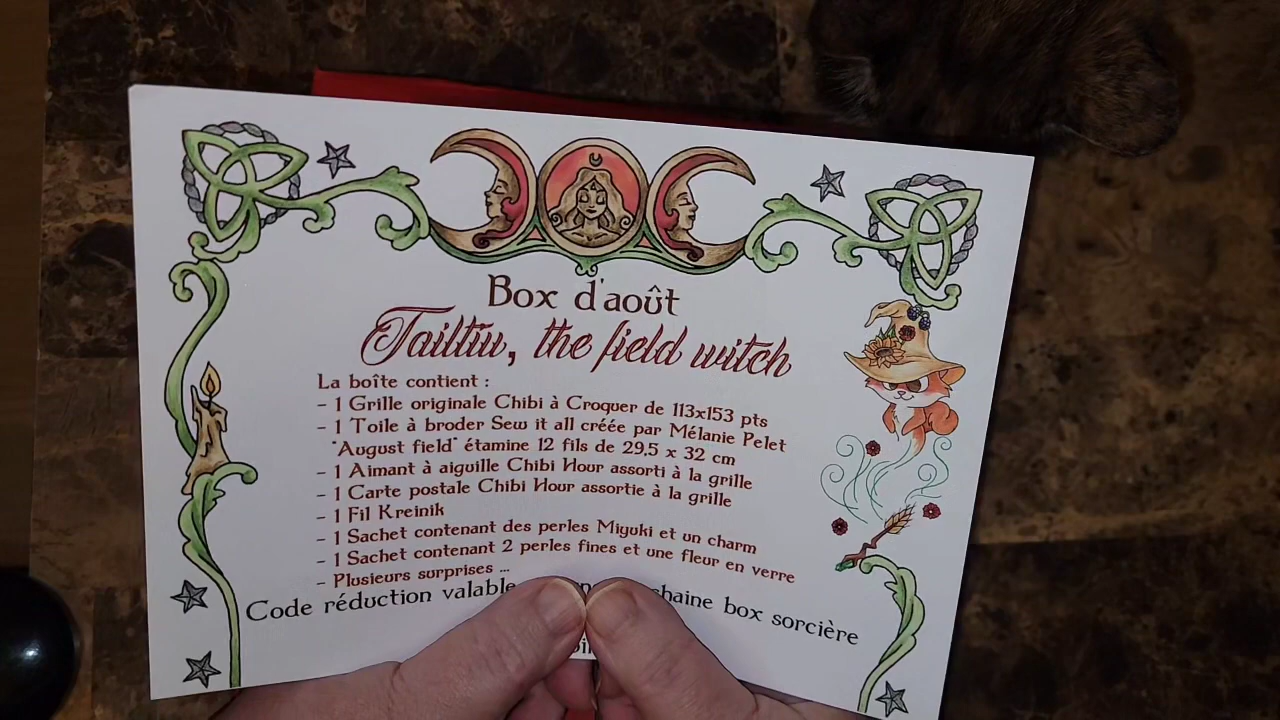 Box d'août
Tailtiu, the field witch
La boîte contient :
- 1 Grille originale Chibi à Croquer de 113x153 pts
- 1 Toile à broder Sew it all créée par Mélanie Pelet
"August field" étamine 12 fils de 29,5 x 32 cm
- 1 Aimant à aiguille Chibi Hour assorti à la grille
- 1 Carte postale Chibi Hour assortie à la grille
- 1 Fil Kreinik
- 1 Sachet contenant des perles Miyuki et un charm
- 1 Sachet contenant 2 perles fines et une fleur en verre
- Plusieurs surprises ...
Code réduction valable box sorcière